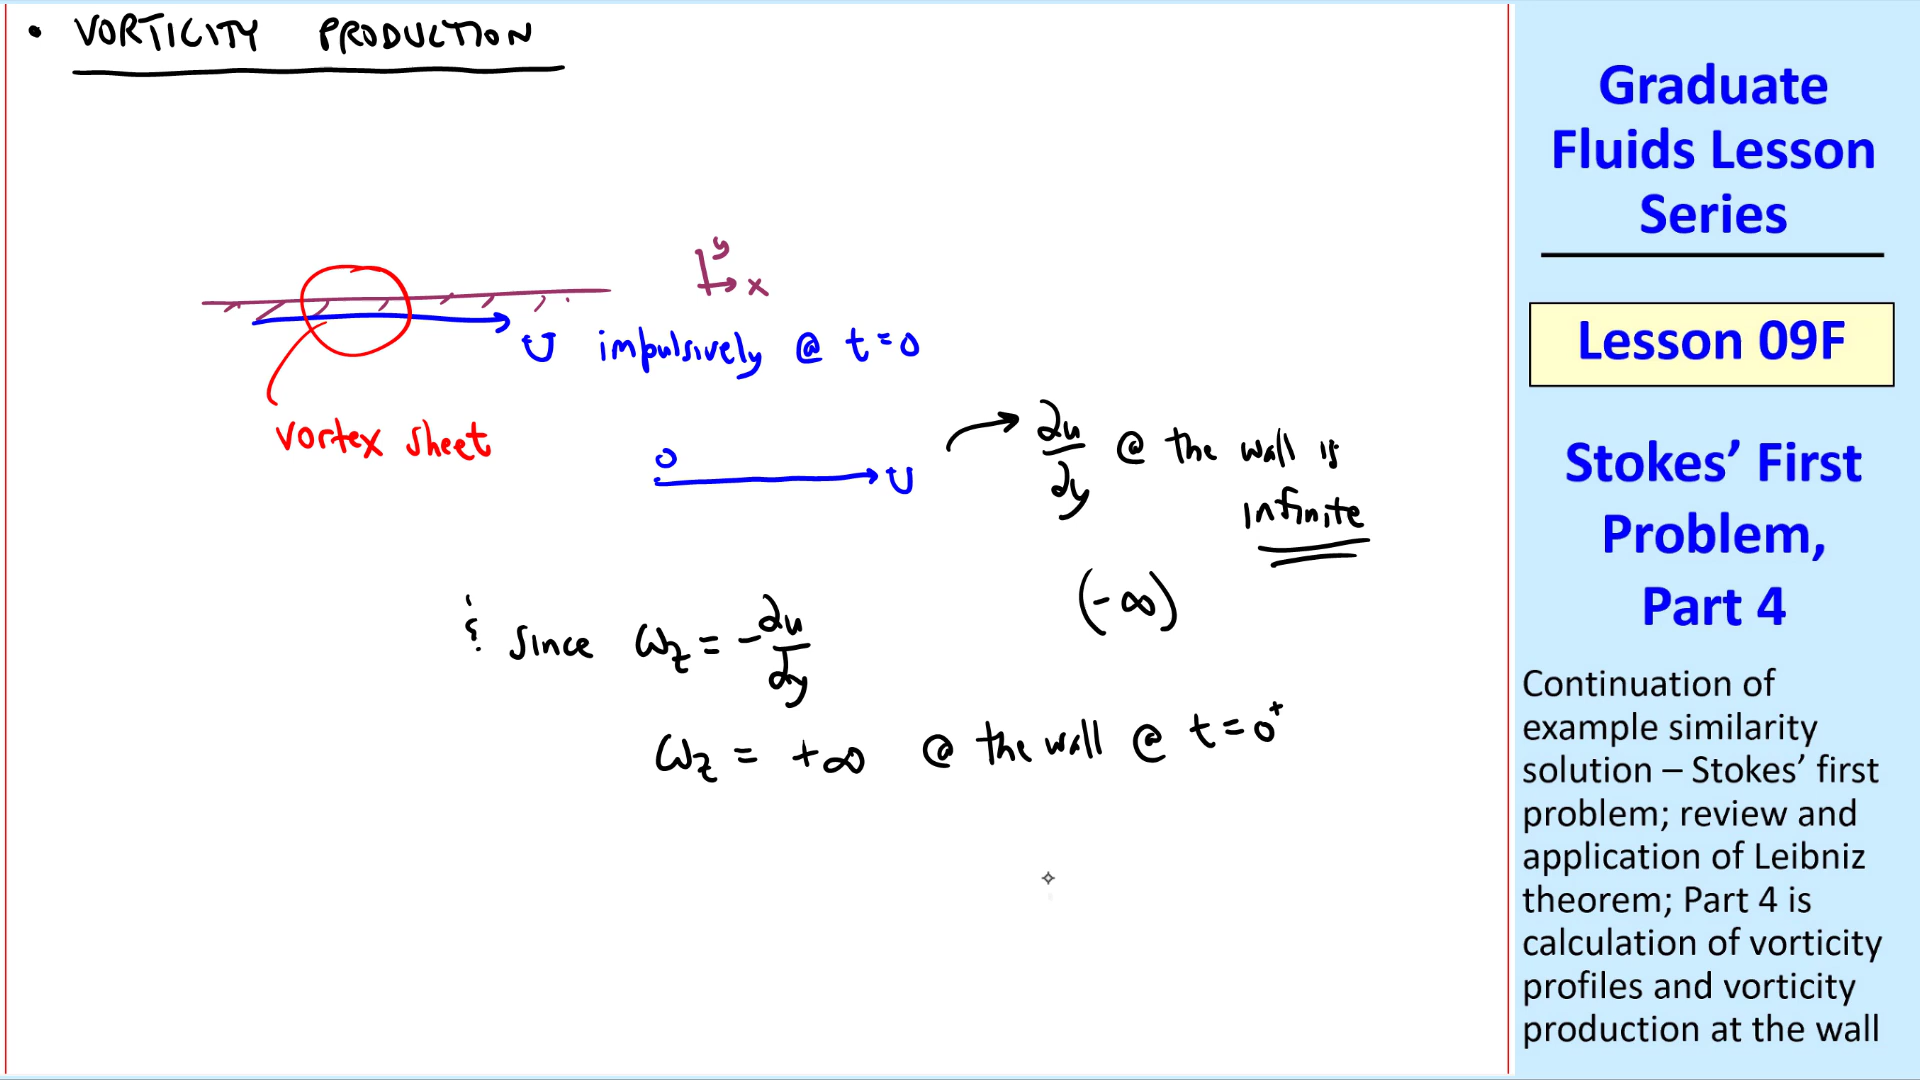 • VORTICITY PRODUCTION
y
x
U impulsively @ t=0
vortex sheet
0
U
∂u/∂y @ the wall is
infinite
(-∞)
& since ωz = -∂u/∂y
ωz = +∞ @ the wall @ t=0⁺
Graduate
Fluids Lesson
Series
Lesson 09F
Stokes’ First
Problem,
Part 4
Continuation of
example similarity
solution – Stokes’ first
problem; review and
application of Leibniz
theorem; Part 4 is
calculation of vorticity
profiles and vorticity
production at the wall